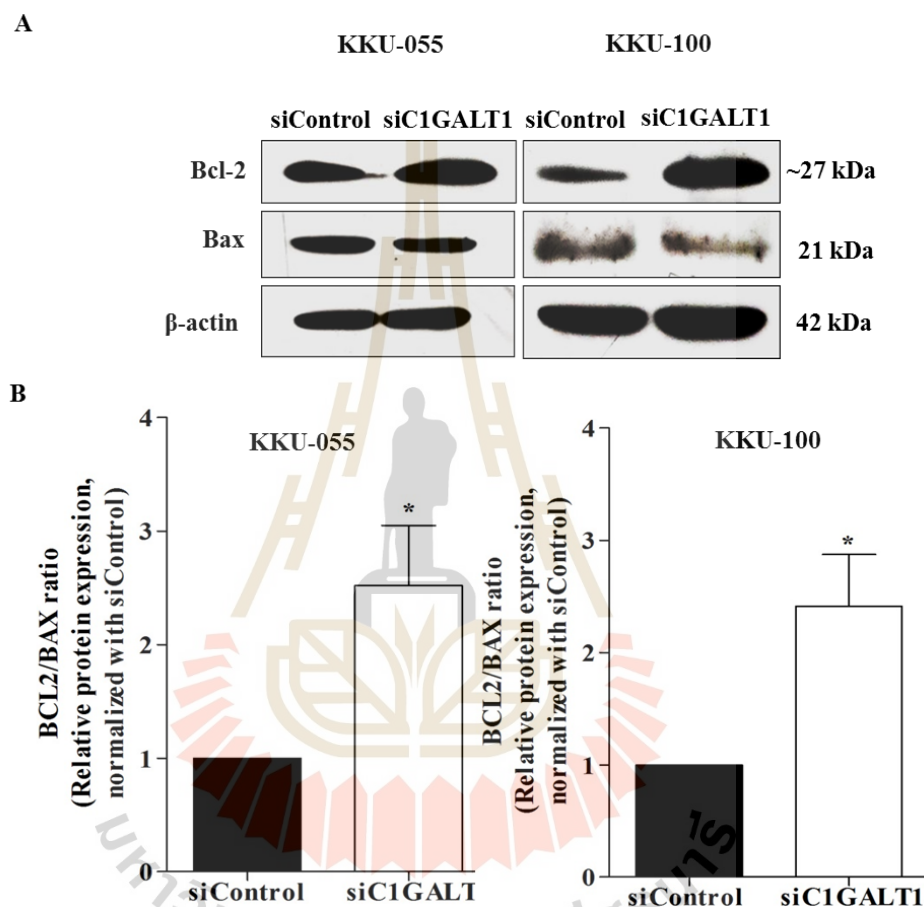 A
KKU-055 KKU-100
siControl siC1GALT1 siControl siC1GALT1
Bcl-2 ~27 kDa
Bax 21 kDa
β-actin 42 kDa
B
KKU-055
BCL2/BAX ratio
(Relative protein expression,
normalized with siControl)
4
3
2
1
0
*
siControl siC1GALT
KKU-100
BCL2/BAX ratio
(Relative protein expression,
normalized with siControl)
4
3
2
1
0
*
siControl siC1GALT1